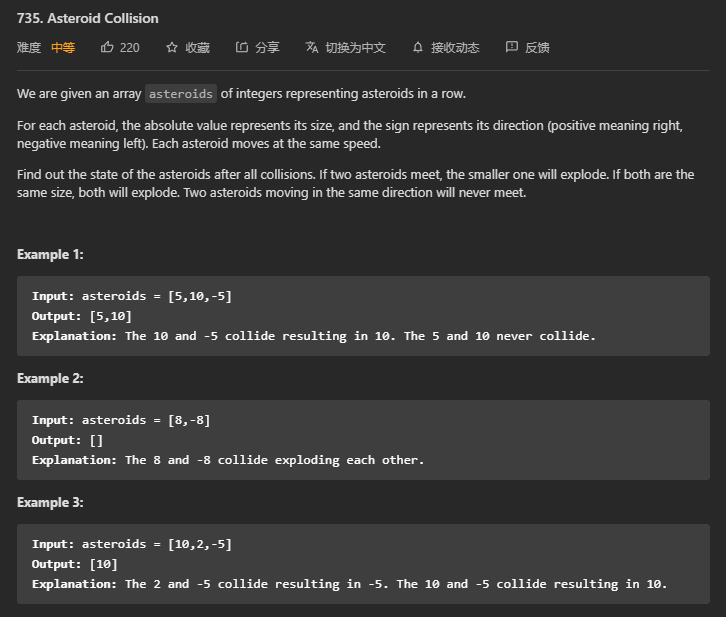 735. Asteroid Collision
难度 中等 220 收藏 分享 切换为中文 接收动态 反馈
We are given an array asteroids of integers representing asteroids in a row.
For each asteroid, the absolute value represents its size, and the sign represents its direction (positive meaning right,
negative meaning left). Each asteroid moves at the same speed.
Find out the state of the asteroids after all collisions. If two asteroids meet, the smaller one will explode. If both are the
same size, both will explode. Two asteroids moving in the same direction will never meet.
Example 1:
Input: asteroids = [5,10,-5]
Output: [5,10]
Explanation: The 10 and -5 collide resulting in 10. The 5 and 10 never collide.
Example 2:
Input: asteroids = [8,-8]
Output: []
Explanation: The 8 and -8 collide exploding each other.
Example 3:
Input: asteroids = [10,2,-5]
Output: [10]
Explanation: The 2 and -5 collide resulting in -5. The 10 and -5 collide resulting in 10.